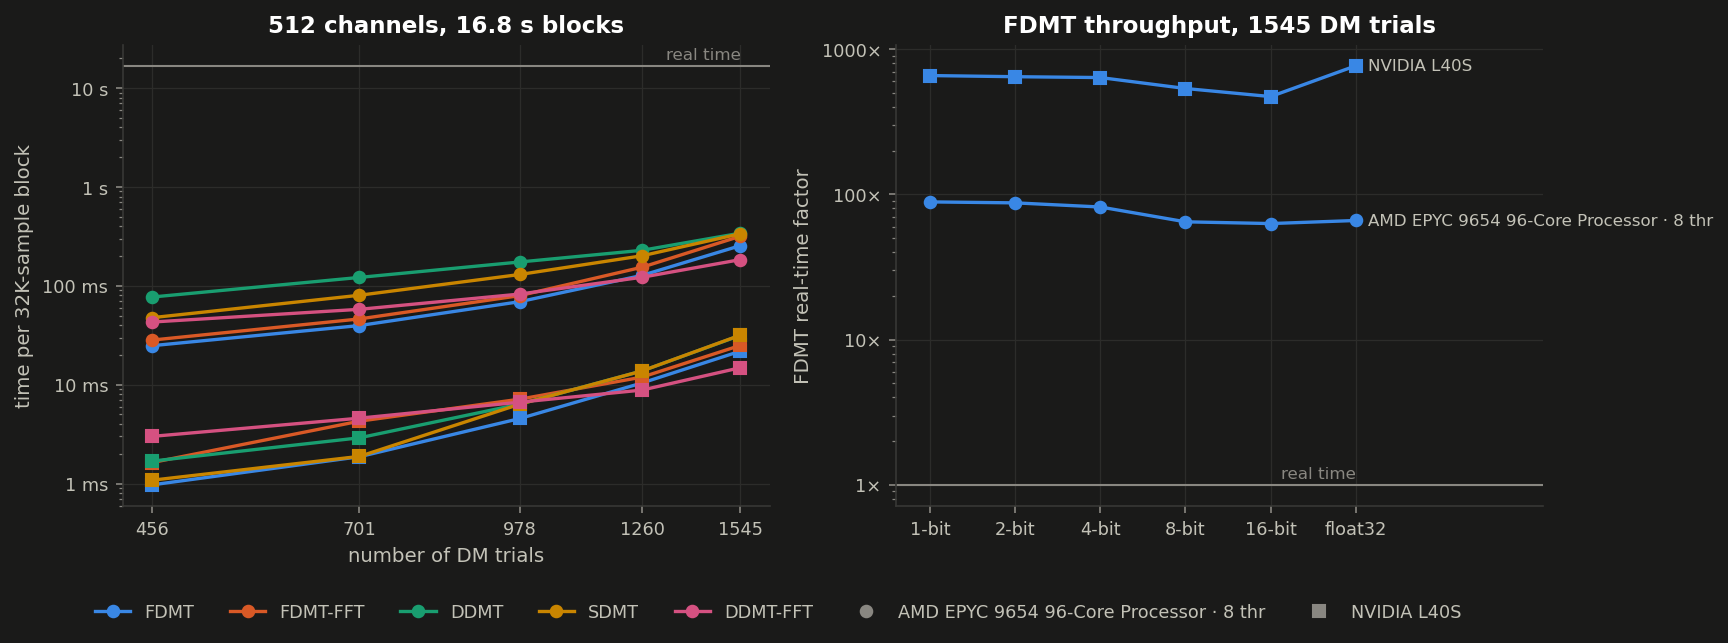 512 channels, 16.8 s blocks
real time
10 s
1 s
100 ms
10 ms
1 ms
time per 32K-sample block
456 701 978 1260 1545
number of DM trials
FDMT throughput, 1545 DM trials
1000×
100×
10×
1×
FDMT real-time factor
NVIDIA L40S
AMD EPYC 9654 96-Core Processor · 8 thr
real time
1-bit 2-bit 4-bit 8-bit 16-bit float32
FDMT FDMT-FFT DDMT SDMT DDMT-FFT AMD EPYC 9654 96-Core Processor · 8 thr NVIDIA L40S